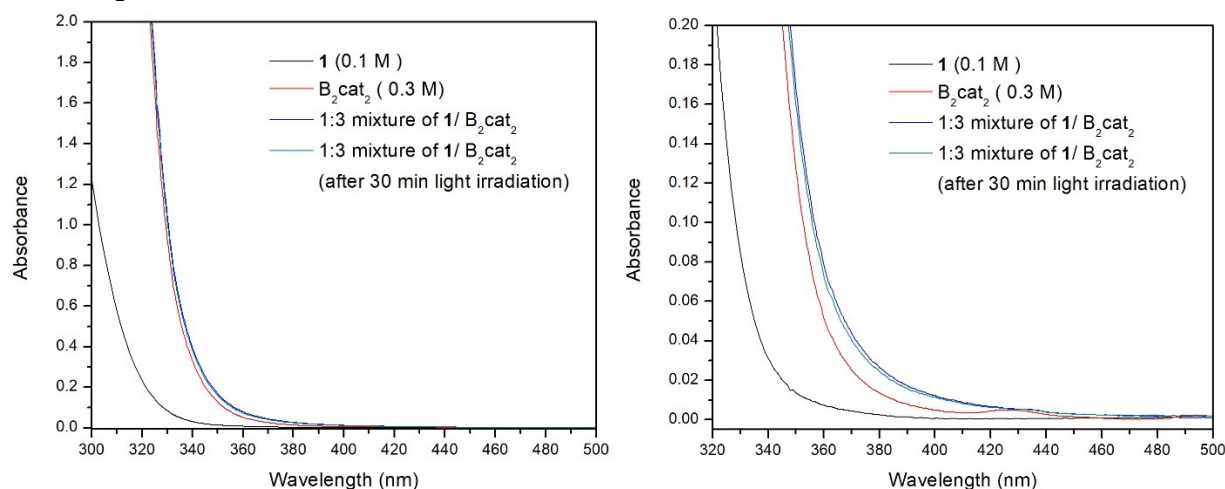 2.0
1.8
1.6
1.4
1.2
1.0
0.8
0.6
0.4
0.2
0.0
Absorbance
1 (0.1 M )
B₂cat₂ ( 0.3 M)
1:3 mixture of 1/ B₂cat₂
1:3 mixture of 1/ B₂cat₂
(after 30 min light irradiation)
300 320 340 360 380 400 420 440 460 480 500
Wavelength (nm)
0.20
0.18
0.16
0.14
0.12
0.10
0.08
0.06
0.04
0.02
0.00
Absorbance
1 (0.1 M )
B₂cat₂ ( 0.3 M)
1:3 mixture of 1/ B₂cat₂
1:3 mixture of 1/ B₂cat₂
(after 30 min light irradiation)
320 340 360 380 400 420 440 460 480 500
Wavelength (nm)